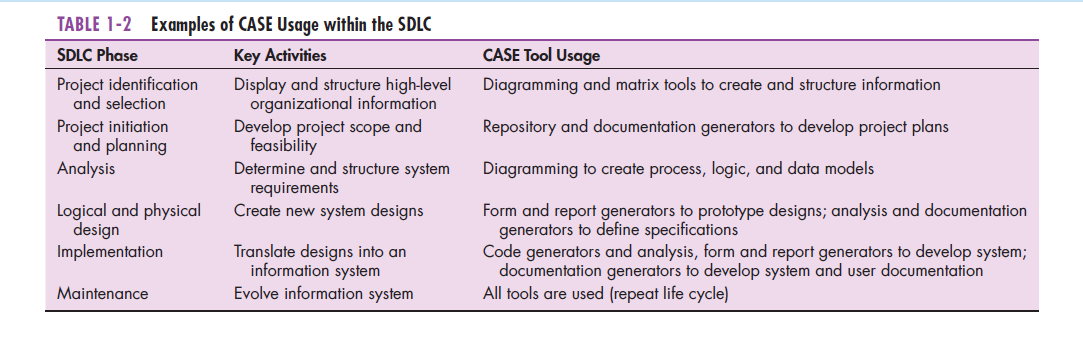 TABLE 1-2 Examples of CASE Usage within the SDLC
SDLC Phase Key Activities CASE Tool Usage
Project identification Display and structure high-level Diagramming and matrix tools to create and structure information
and selection organizational information
Project initiation Develop project scope and Repository and documentation generators to develop project plans
and planning feasibility
Analysis Determine and structure system Diagramming to create process, logic, and data models
requirements
Logical and physical Create new system designs Form and report generators to prototype designs; analysis and documentation
design generators to define specifications
Implementation Translate designs into an Code generators and analysis, form and report generators to develop system;
information system documentation generators to develop system and user documentation
Maintenance Evolve information system All tools are used (repeat life cycle)